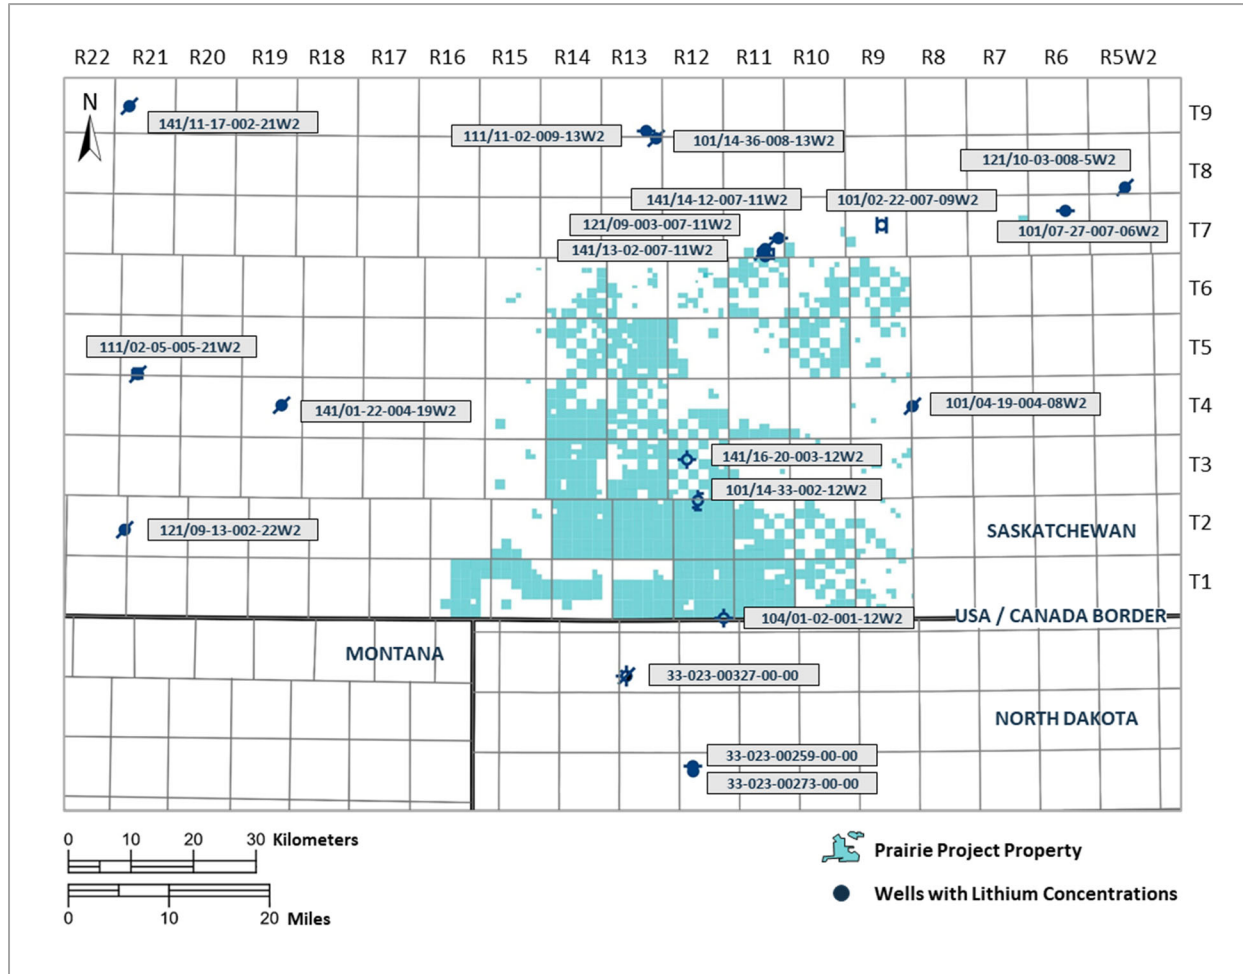 R22 R21 R20 R19 R18 R17 R16 R15 R14 R13 R12 R11 R10 R9 R8 R7 R6 R5W2
N
T9
141/11-17-002-21W2
111/11-02-009-13W2
101/14-36-008-13W2
121/10-03-008-5W2
T8
141/14-12-007-11W2
101/02-22-007-09W2
121/09-003-007-11W2
101/07-27-007-06W2
T7
141/13-02-007-11W2
T6
111/02-05-005-21W2
T5
141/01-22-004-19W2
101/04-19-004-08W2
T4
141/16-20-003-12W2
T3
101/14-33-002-12W2
121/09-13-002-22W2
SASKATCHEWAN
T2
T1
104/01-02-001-12W2
USA / CANADA BORDER
MONTANA
33-023-00327-00-00
NORTH DAKOTA
33-023-00259-00-00
33-023-00273-00-00
0 10 20 30 Kilometers
0 10 20 Miles
Prairie Project Property
Wells with Lithium Concentrations